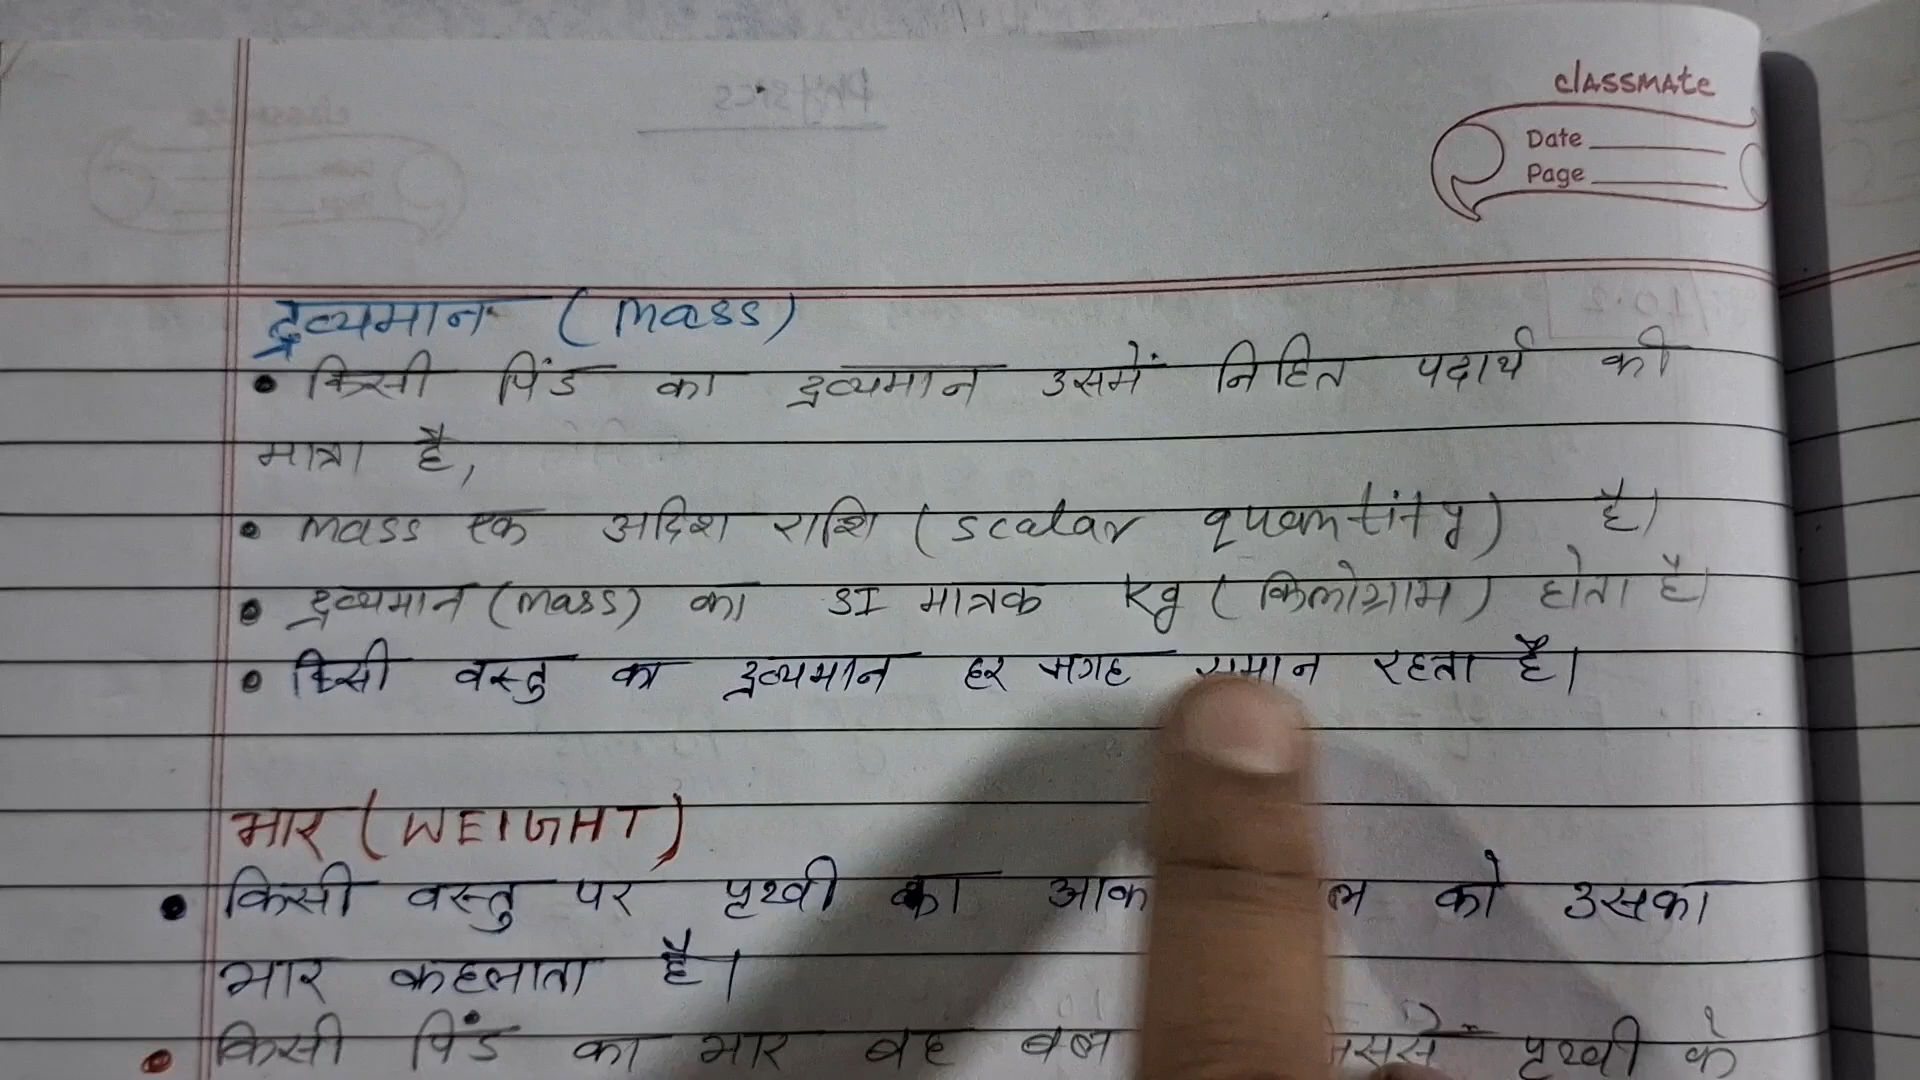 classmate
Date
Page
द्रव्यमान (mass)
• किसी पिंड का द्रव्यमान उसमें निहित पदार्थ की
मात्रा है,
• mass एक अदिश राशि (scalar quantity) है।
• द्रव्यमान (mass) का SI मात्रक kg (किलोग्राम) होता है।
• किसी वस्तु का द्रव्यमान हर जगह समान रहता है।
भार (WEIGHT)
• किसी वस्तु पर पृथ्वी का को उसका
भार कहलाता है।
• किसी पिंड का भार वह बल पृथ्वी के